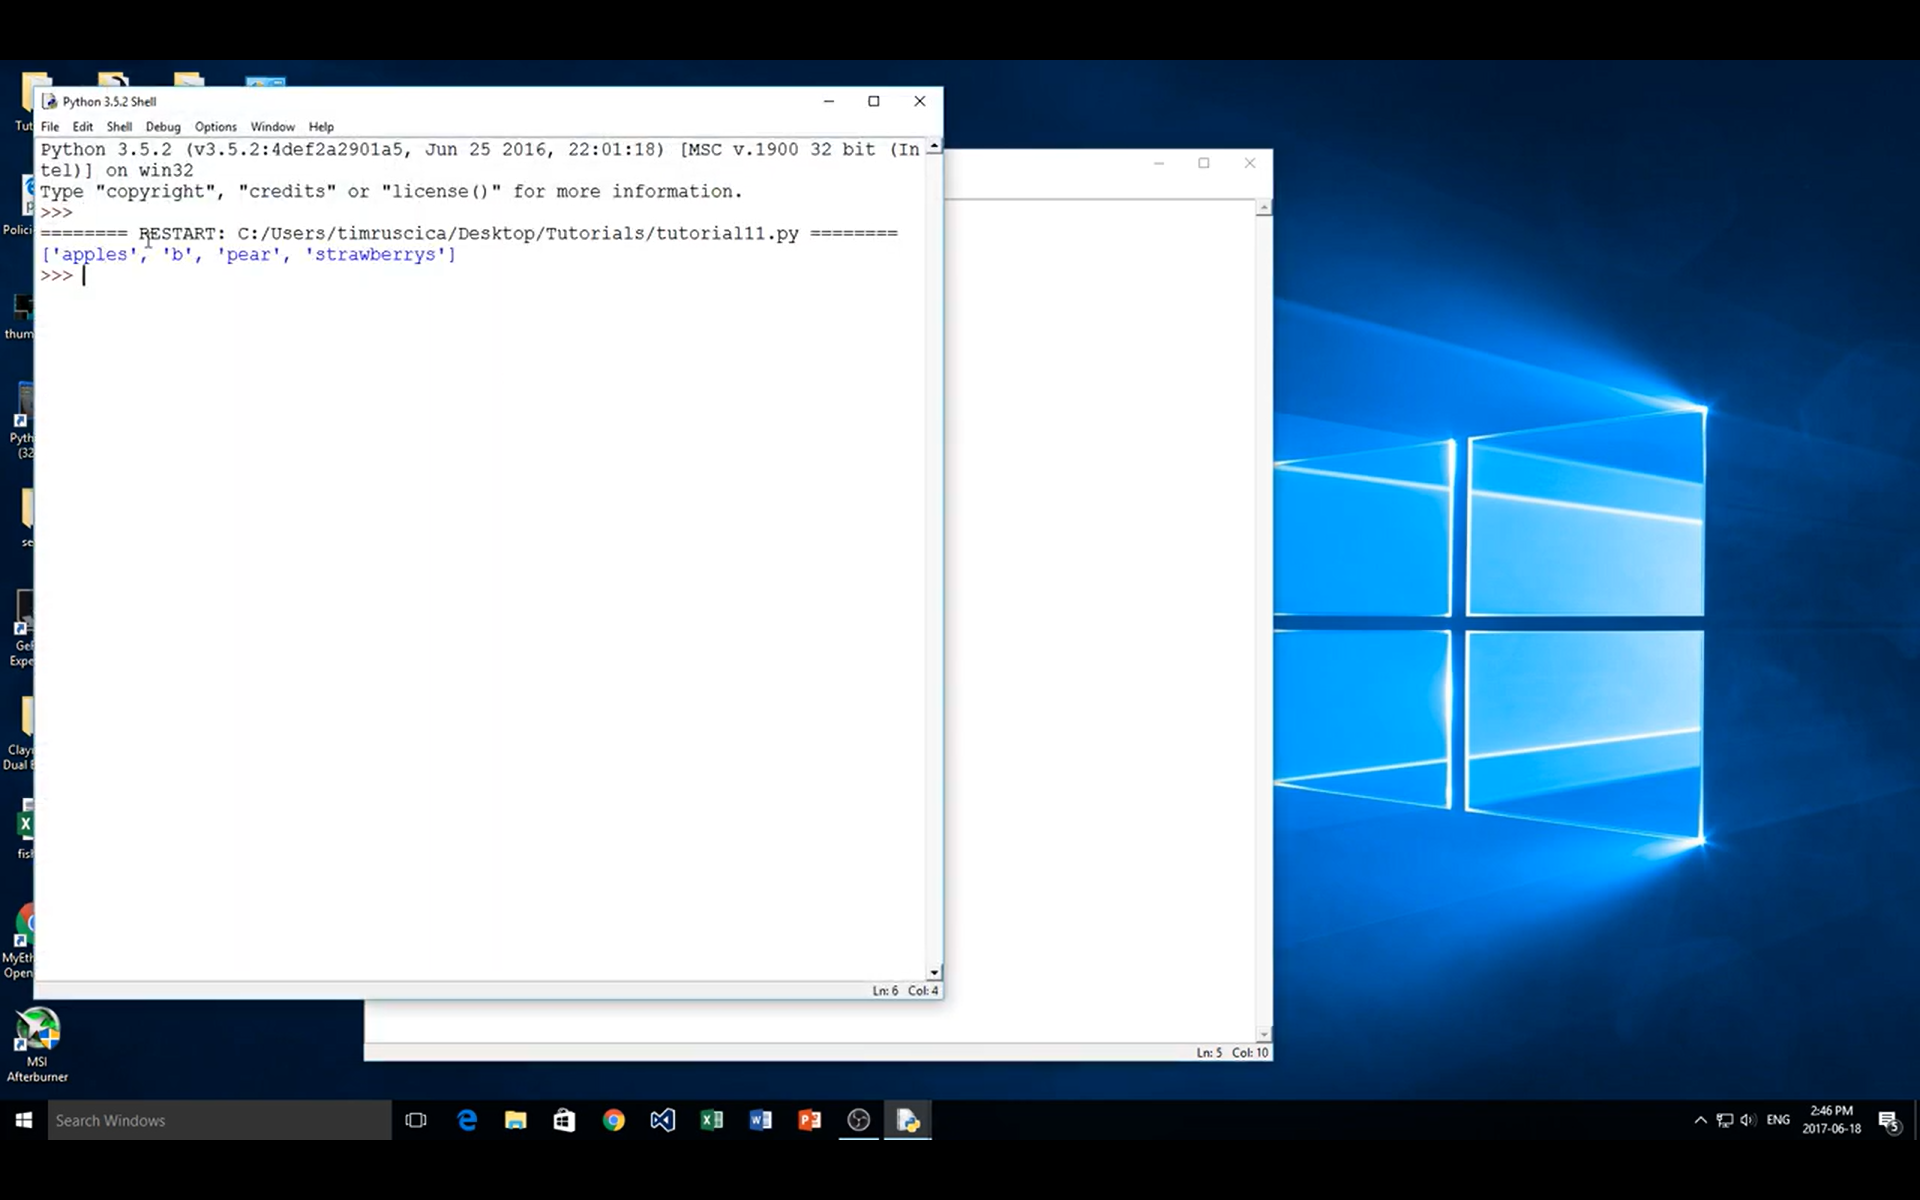 Python 3.5.2 Shell
File Edit Shell Debug Options Window Help
Python 3.5.2 (v3.5.2:4def2a2901a5, Jun 25 2016, 22:01:18) [MSC v.1900 32 bit (In
tel)] on win32
Type "copyright", "credits" or "license()" for more information.
>>>
======== RESTART: C:/Users/timruscica/Desktop/Tutorials/tutorial11.py ========
['apples', 'b', 'pear', 'strawberrys']
>>>
Ln: 6 Col: 4
Ln: 5 Col: 10
Tut
Polici
thum
Pyth
(32
se
GeF
Expe
Clay
Dual E
fis
MyEth
Open
MSI
Afterburner
Search Windows
ENG
2:46 PM
2017-06-18
5